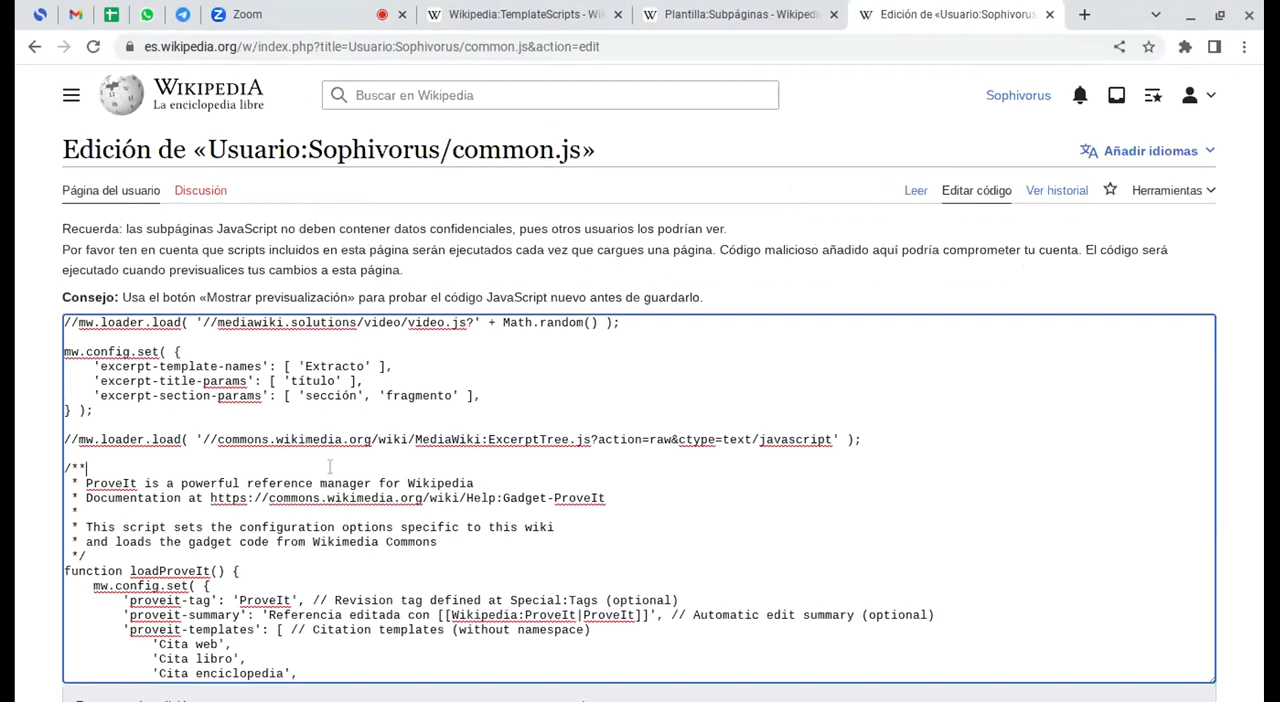 Zoom
Wikipedia:TemplateScripts - Wik
Plantilla:Subpáginas - Wikipedia
Edición de «Usuario:Sophivorus
es.wikipedia.org/w/index.php?title=Usuario:Sophivorus/common.js&action=edit
WIKIPEDIA
La enciclopedia libre
Buscar en Wikipedia
Sophivorus
Edición de «Usuario:Sophivorus/common.js»
Añadir idiomas
Página del usuario Discusión Leer Editar código Ver historial Herramientas
Recuerda: las subpáginas JavaScript no deben contener datos confidenciales, pues otros usuarios los podrían ver.
Por favor ten en cuenta que scripts incluidos en esta página serán ejecutados cada vez que cargues una página. Código malicioso añadido aquí podría comprometer tu cuenta. El código será
ejecutado cuando previsualices tus cambios a esta página.
Consejo: Usa el botón «Mostrar previsualización» para probar el código JavaScript nuevo antes de guardarlo.
//mw.loader.load( '//mediawiki.solutions/video/video.js?' + Math.random() );
mw.config.set( {
    'excerpt-template-names': [ 'Extracto' ],
    'excerpt-title-params': [ 'título' ],
    'excerpt-section-params': [ 'sección', 'fragmento' ],
} );
//mw.loader.load( '//commons.wikimedia.org/wiki/MediaWiki:ExcerptTree.js?action=raw&ctype=text/javascript' );
/**
 * ProveIt is a powerful reference manager for Wikipedia
 * Documentation at https://commons.wikimedia.org/wiki/Help:Gadget-ProveIt
 *
 * This script sets the configuration options specific to this wiki
 * and loads the gadget code from Wikimedia Commons
 */
function loadProveIt() {
    mw.config.set( {
        'proveit-tag': 'ProveIt', // Revision tag defined at Special:Tags (optional)
        'proveit-summary': 'Referencia editada con [[Wikipedia:ProveIt|ProveIt]]', // Automatic edit summary (optional)
        'proveit-templates': [ // Citation templates (without namespace)
            'Cita web',
            'Cita libro',
            'Cita enciclopedia',